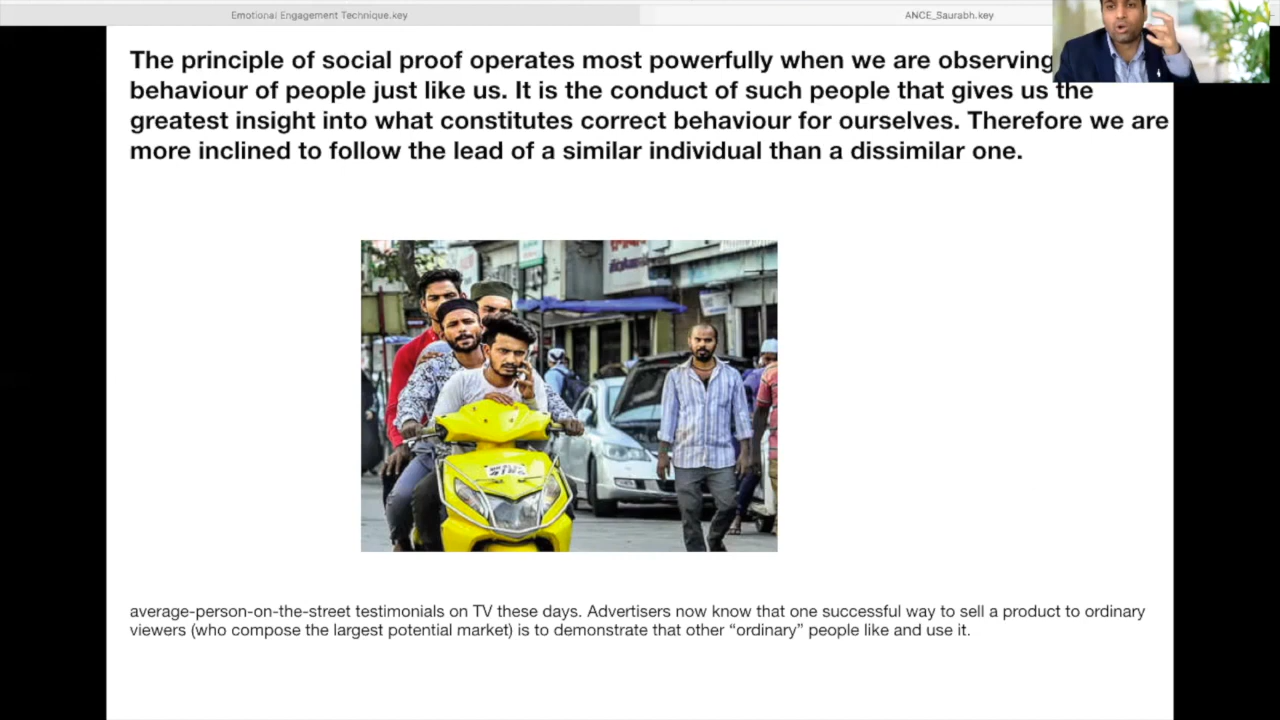 Emotional Engagement Technique.key
ANCE_Saurabh.key
The principle of social proof operates most powerfully when we are observing
behaviour of people just like us. It is the conduct of such people that gives us the
greatest insight into what constitutes correct behaviour for ourselves. Therefore we are
more inclined to follow the lead of a similar individual than a dissimilar one.
average-person-on-the-street testimonials on TV these days. Advertisers now know that one successful way to sell a product to ordinary
viewers (who compose the largest potential market) is to demonstrate that other “ordinary” people like and use it.